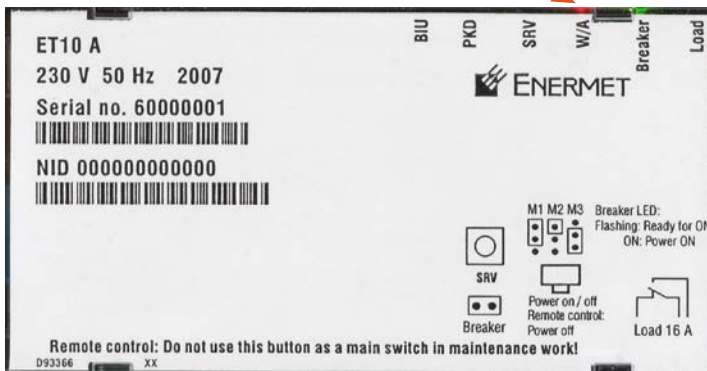 BIU PKD SRV W/A Breaker Load
ET10 A
230 V 50 Hz 2007
ENERMET
Serial no. 60000001
NID 000000000000
M1 M2 M3
Breaker LED:
Flashing: Ready for ON
ON: Power ON
SRV
Breaker
Power on / off
Remote control:
Power off
Load 16 A
Remote control: Do not use this button as a main switch in maintenance work!
D93366 XX